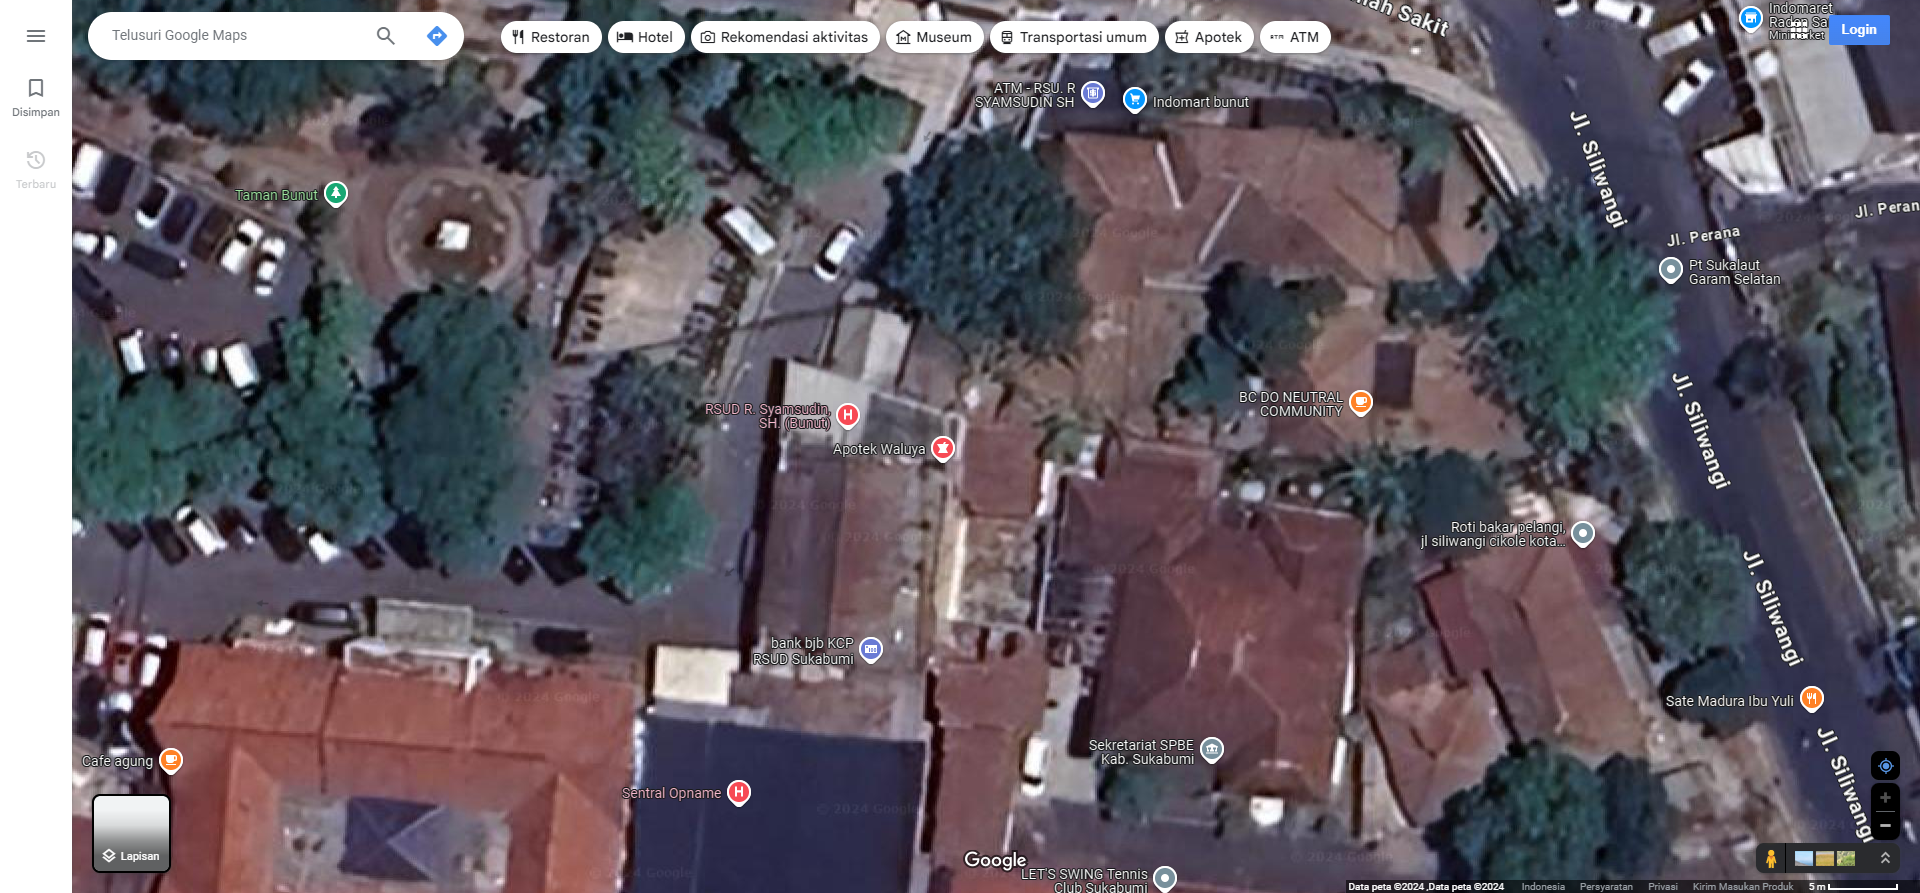 Telusuri Google Maps
Restoran
Hotel
Rekomendasi aktivitas
Museum
Transportasi umum
Apotek
ATM
Login
Disimpan
Terbaru
Indomaret
Minimarket
Sakit
ATM - RSU. R
SYAMSUDIN SH
Indomart bunut
Jl. Siliwangi
Taman Bunut
Jl. Perana
Jl. Peran
Pt Sukalaut
Garam Selatan
Jl. Siliwangi
BC DO NEUTRAL
COMMUNITY
RSUD R. Syamsudin,
SH. (Bunut)
Apotek Waluya
Roti bakar pelangi,
jl siliwangi cikole kota...
Jl. Siliwangi
bank bjb KCP
RSUD Sukabumi
Sate Madura Ibu Yuli
Jl. Siliwangi
Sekretariat SPBE
Kab. Sukabumi
Cafe agung
Sentral Opname
Lapisan
Google
LET'S SWING Tennis
Club Sukabumi
Data peta ©2024 ,Data peta ©2024
Indonesia
Persyaratan
Privasi
Kirim Masukan Produk
5 m